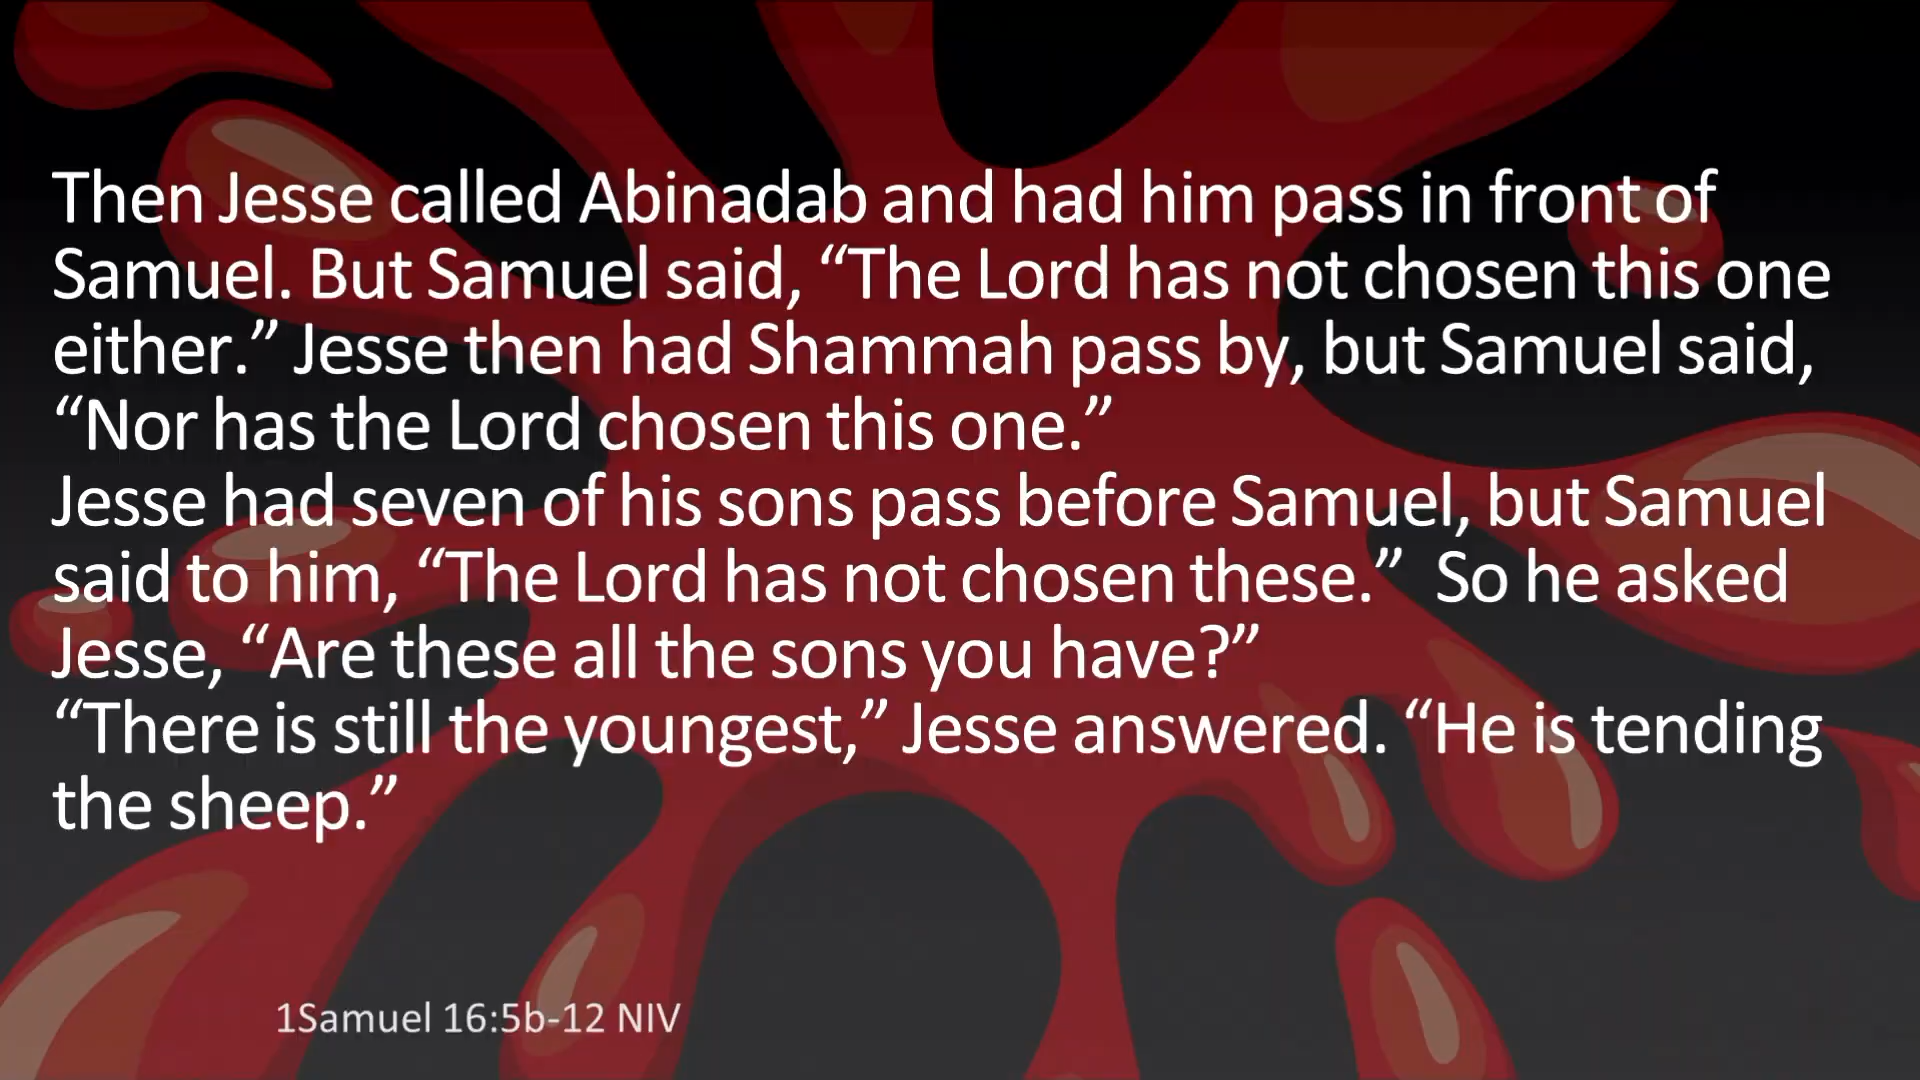 Then Jesse called Abinadab and had him pass in front of
Samuel. But Samuel said, “The Lord has not chosen this one
either.” Jesse then had Shammah pass by, but Samuel said,
“Nor has the Lord chosen this one.”
Jesse had seven of his sons pass before Samuel, but Samuel
said to him, “The Lord has not chosen these.”  So he asked
Jesse, “Are these all the sons you have?”
“There is still the youngest,” Jesse answered. “He is tending
the sheep.”
1Samuel 16:5b-12 NIV